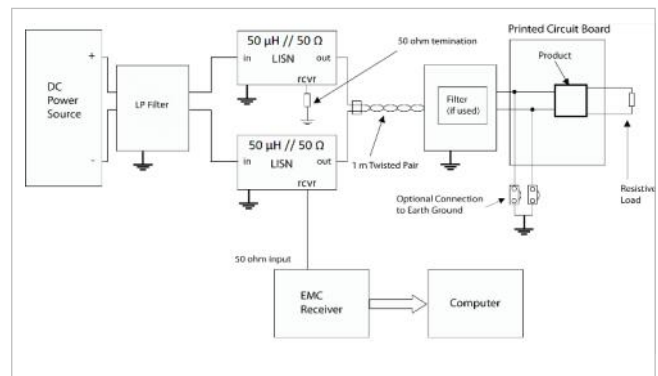 Printed Circuit Board
50 µH // 50 Ω
in
LISN
out
rcvr
50 ohm temination
Product
+
DC
Power
Source
-
LP Filter
Filter
(if used)
50 µH // 50 Ω
in
LISN
out
rcvr
1 m Twisted Pair
Optional Connection
to Earth Ground
Resistive
Load
50 ohm input
EMC
Receiver
Computer